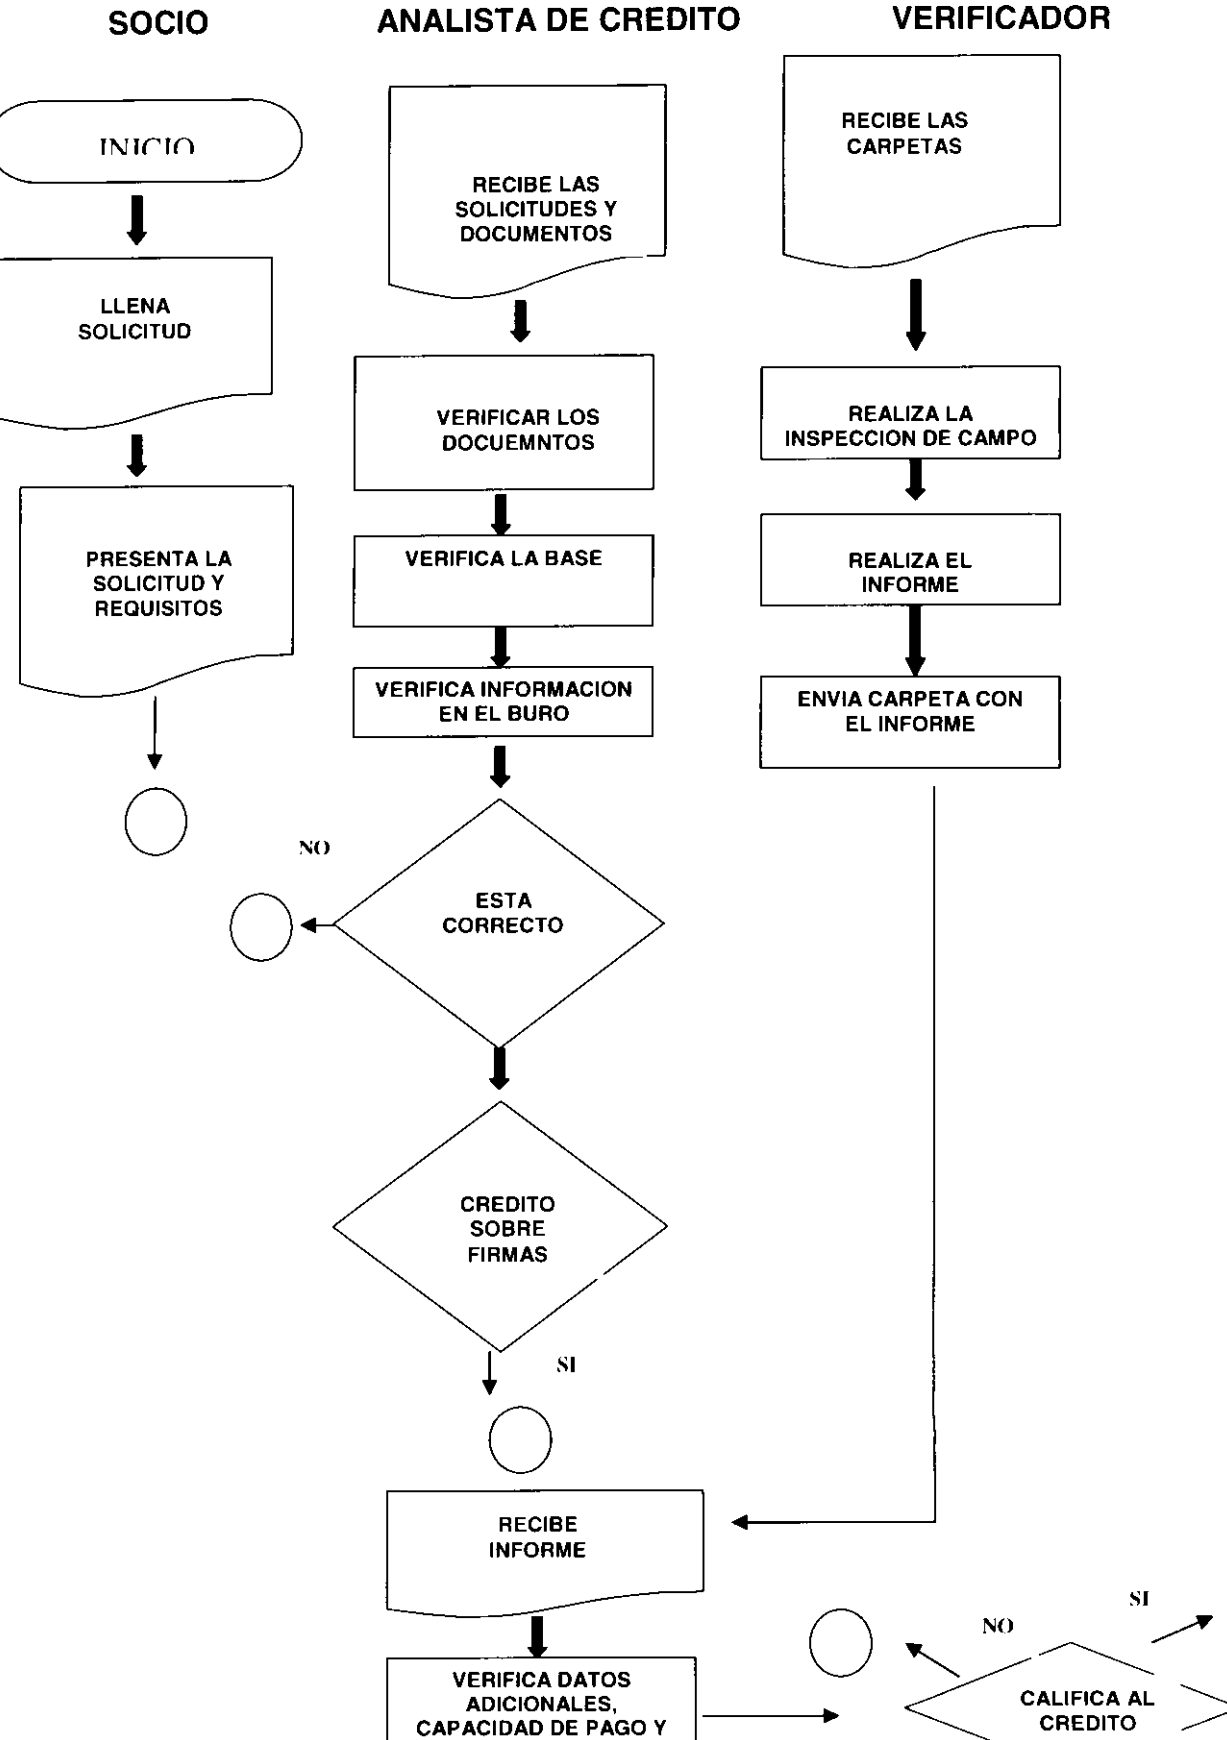 SOCIO
ANALISTA DE CREDITO
VERIFICADOR
INICIO
LLENA
SOLICITUD
PRESENTA LA
SOLICITUD Y
REQUISITOS
RECIBE LAS
SOLICITUDES Y
DOCUMENTOS
VERIFICAR LOS
DOCUEMNTOS
VERIFICA LA BASE
VERIFICA INFORMACION
EN EL BURO
NO
ESTA
CORRECTO
CREDITO
SOBRE
FIRMAS
SI
RECIBE LAS
CARPETAS
REALIZA LA
INSPECCION DE CAMPO
REALIZA EL
INFORME
ENVIA CARPETA CON
EL INFORME
RECIBE
INFORME
VERIFICA DATOS
ADICIONALES,
CAPACIDAD DE PAGO Y
NO
SI
CALIFICA AL
CREDITO